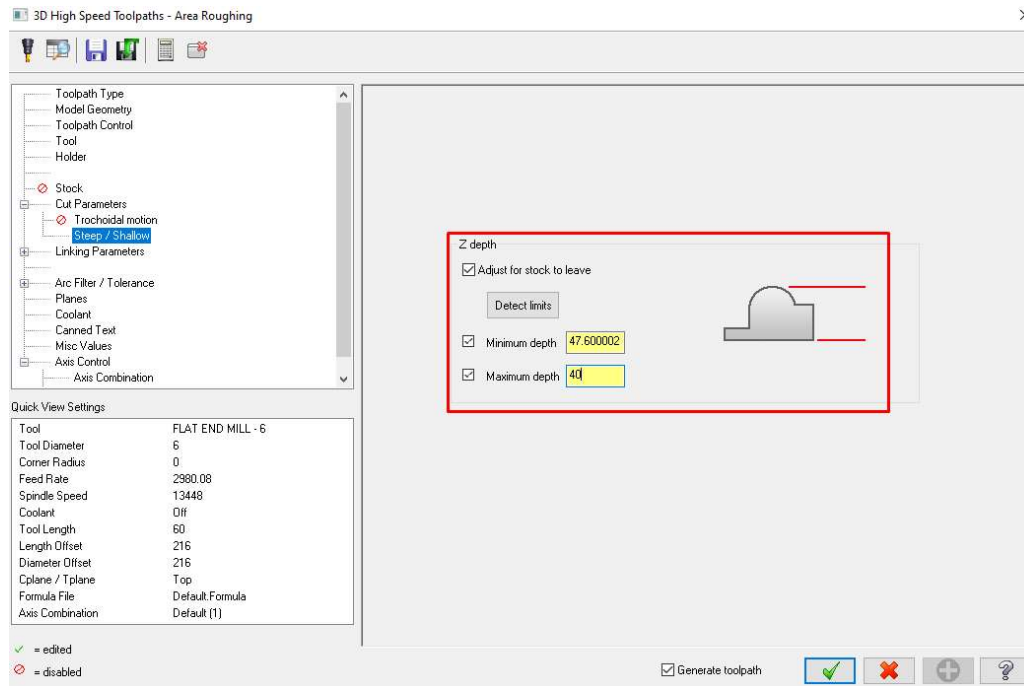 3D High Speed Toolpaths - Area Roughing
Toolpath Type
Model Geometry
Toolpath Control
Tool
Holder
Stock
Cut Parameters
Trochoidal motion
Steep / Shallow
Linking Parameters
Arc Filter / Tolerance
Planes
Coolant
Canned Text
Misc Values
Axis Control
Axis Combination
Z depth
Adjust for stock to leave
Detect limits
Minimum depth 47.600002
Maximum depth 40
Quick View Settings
Tool FLAT END MILL - 6
Tool Diameter 6
Corner Radius 0
Feed Rate 2980.08
Spindle Speed 13448
Coolant Off
Tool Length 60
Length Offset 216
Diameter Offset 216
Cplane / Tplane Top
Formula File Default.Formula
Axis Combination Default (1)
= edited
= disabled
Generate toolpath